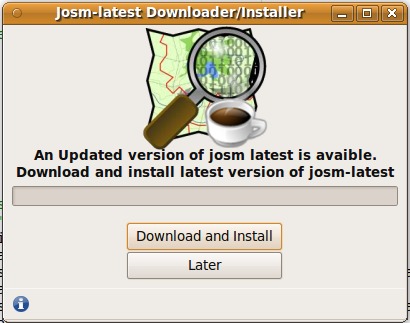 Josm-latest Downloader/Installer
An Updated version of josm latest is avaible.
Download and install latest version of josm-latest
Download and Install
Later